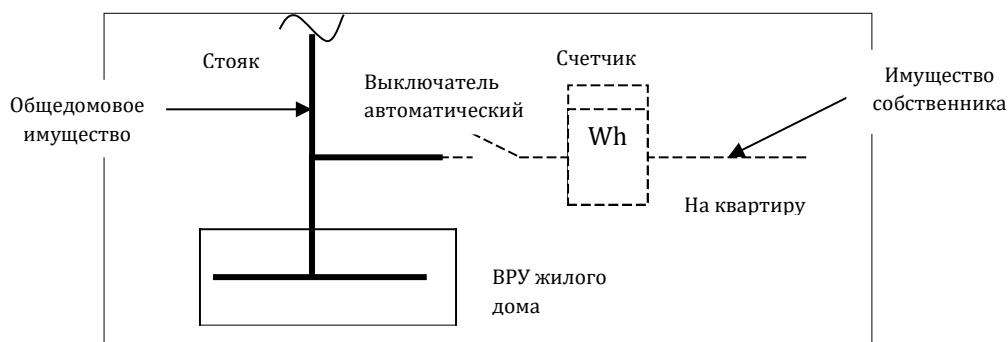 Стояк
Счетчик
Выключатель
автоматический
Имущество
собственника
Общедомовое
имущество
Wh
На квартиру
ВРУ жилого
дома